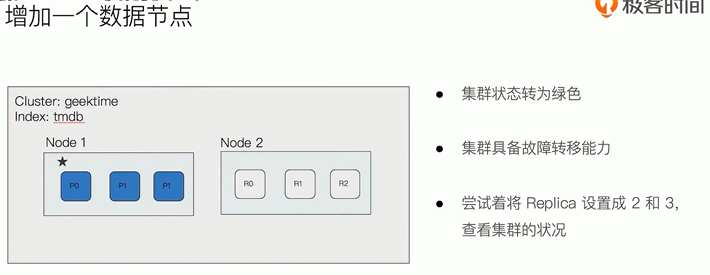 增加一个数据节点
极客时间
Cluster: geektime
Index: tmdb
Node 1
Node 2
P0
P1
P1
R0
R1
R2
集群状态转为绿色
集群具备故障转移能力
尝试着将 Replica 设置成 2 和 3，
查看集群的状况